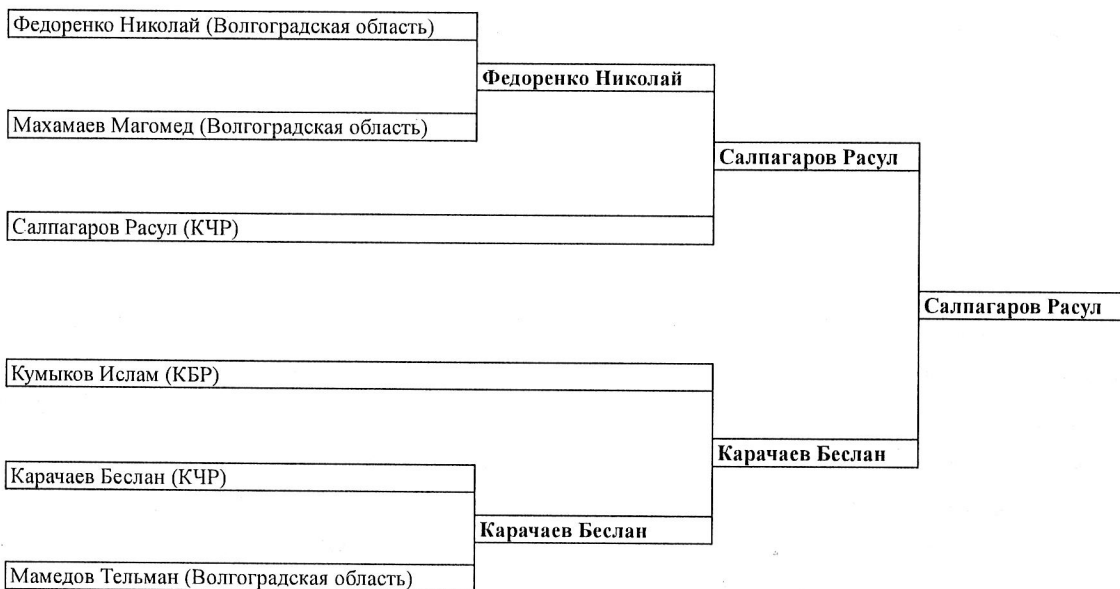 Федоренко Николай (Волгоградская область)
Федоренко Николай
Махамаев Магомед (Волгоградская область)
Салпагаров Расул
Салпагаров Расул (КЧР)
Салпагаров Расул
Кумыков Ислам (КБР)
Карачаев Беслан
Карачаев Беслан (КЧР)
Карачаев Беслан
Мамедов Тельман (Волгоградская область)